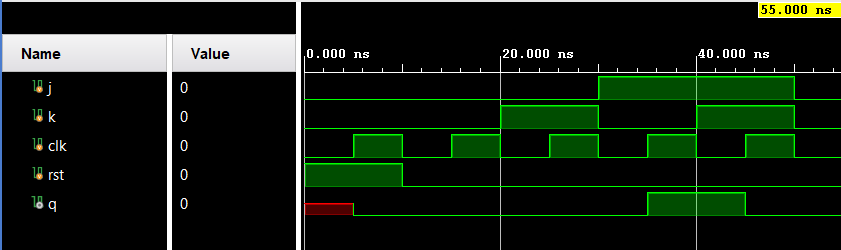 55.000 ns
Name Value
0.000 ns 20.000 ns 40.000 ns
j 0
k 0
clk 0
rst 0
q 0